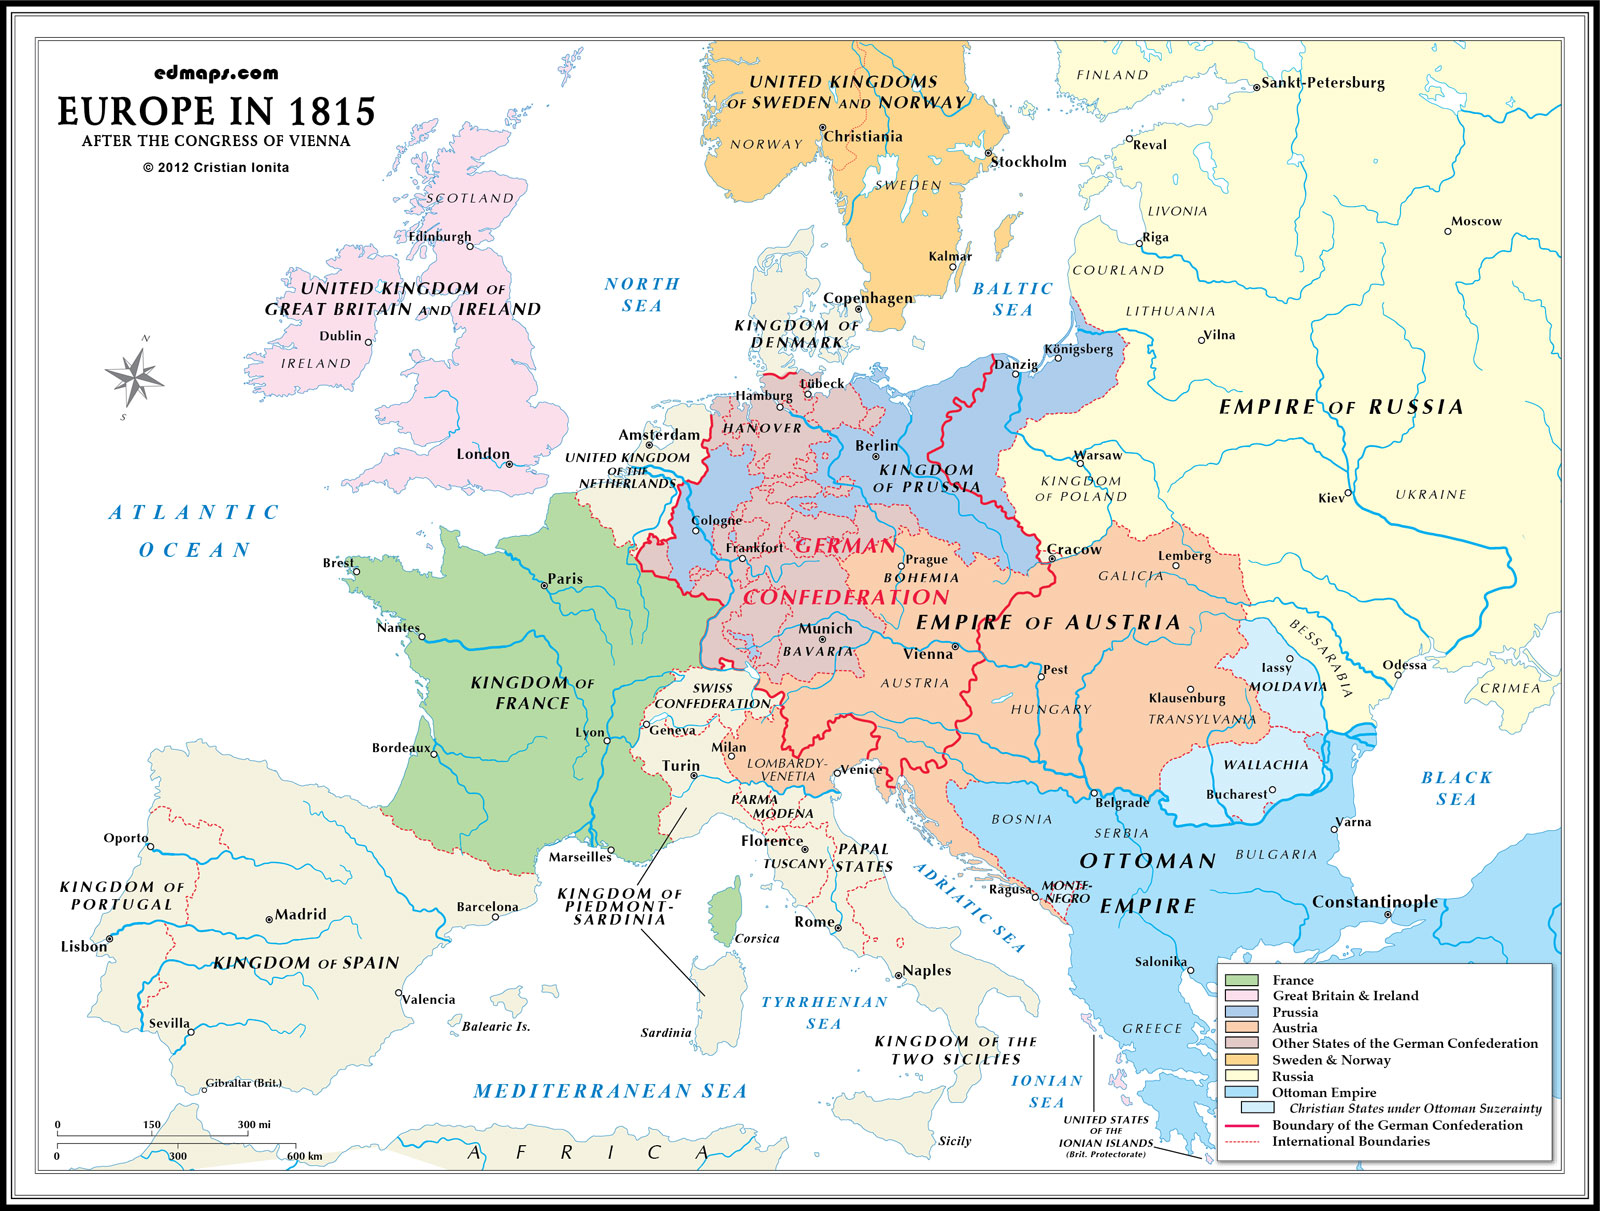 edmaps.com
EUROPE IN 1815
AFTER THE CONGRESS OF VIENNA
© 2012 Cristian Ionita
UNITED KINGDOMS
OF SWEDEN AND NORWAY
NORWAY
Christiania
SWEDEN
Stockholm
Kalmar
FINLAND
Sankt-Petersburg
Reval
LIVONIA
Riga
COURLAND
LITHUANIA
Vilna
Moscow
EMPIRE OF RUSSIA
SCOTLAND
Edinburgh
UNITED KINGDOM OF
GREAT BRITAIN AND IRELAND
Dublin
IRELAND
London
N
S
NORTH
SEA
BALTIC
SEA
Copenhagen
KINGDOM OF
DENMARK
Königsberg
Danzig
Lübeck
Hamburg
HANOVER
Amsterdam
UNITED KINGDOM
OF THE
NETHERLANDS
Berlin
KINGDOM
OF PRUSSIA
Warsaw
KINGDOM
OF POLAND
Kiev
UKRAINE
ATLANTIC
OCEAN
Cologne
Frankfort
GERMAN
CONFEDERATION
Prague
BOHEMIA
Cracow
Lemberg
GALICIA
EMPIRE OF AUSTRIA
Brest
Paris
Nantes
KINGDOM OF
FRANCE
Lyon
Bordeaux
Marseilles
Munich
BAVARIA
Vienna
AUSTRIA
Pest
HUNGARY
Klausenburg
TRANSYLVANIA
BESSARABIA
Iassy
MOLDAVIA
Odessa
CRIMEA
SWISS
CONFEDERATION
Geneva
Milan
Turin
LOMBARDY-
VENETIA
Venice
PARMA
MODENA
Florence
TUSCANY
PAPAL
STATES
WALLACHIA
Bucharest
Belgrade
BOSNIA
SERBIA
BULGARIA
Varna
BLACK
SEA
OTTOMAN
EMPIRE
Constantinople
Salonika
GREECE
MONTE-
NEGRO
Ragusa
ADRIATIC SEA
Oporto
KINGDOM OF
PORTUGAL
Lisbon
Madrid
KINGDOM OF SPAIN
Barcelona
Valencia
Sevilla
Gibraltar (Brit.)
Balearic Is.
KINGDOM OF
PIEDMONT-
SARDINIA
Corsica
Sardinia
Rome
Naples
TYRRHENIAN
SEA
KINGDOM OF THE
TWO SICILIES
Sicily
MEDITERRANEAN SEA
IONIAN
SEA
UNITED STATES
OF THE
IONIAN ISLANDS
(Brit. Protectorate)
AFRICA
0 150 300 mi
0 300 600 km
France
Great Britain & Ireland
Prussia
Austria
Other States of the German Confederation
Sweden & Norway
Russia
Ottoman Empire
Christian States under Ottoman Suzerainty
Boundary of the German Confederation
International Boundaries